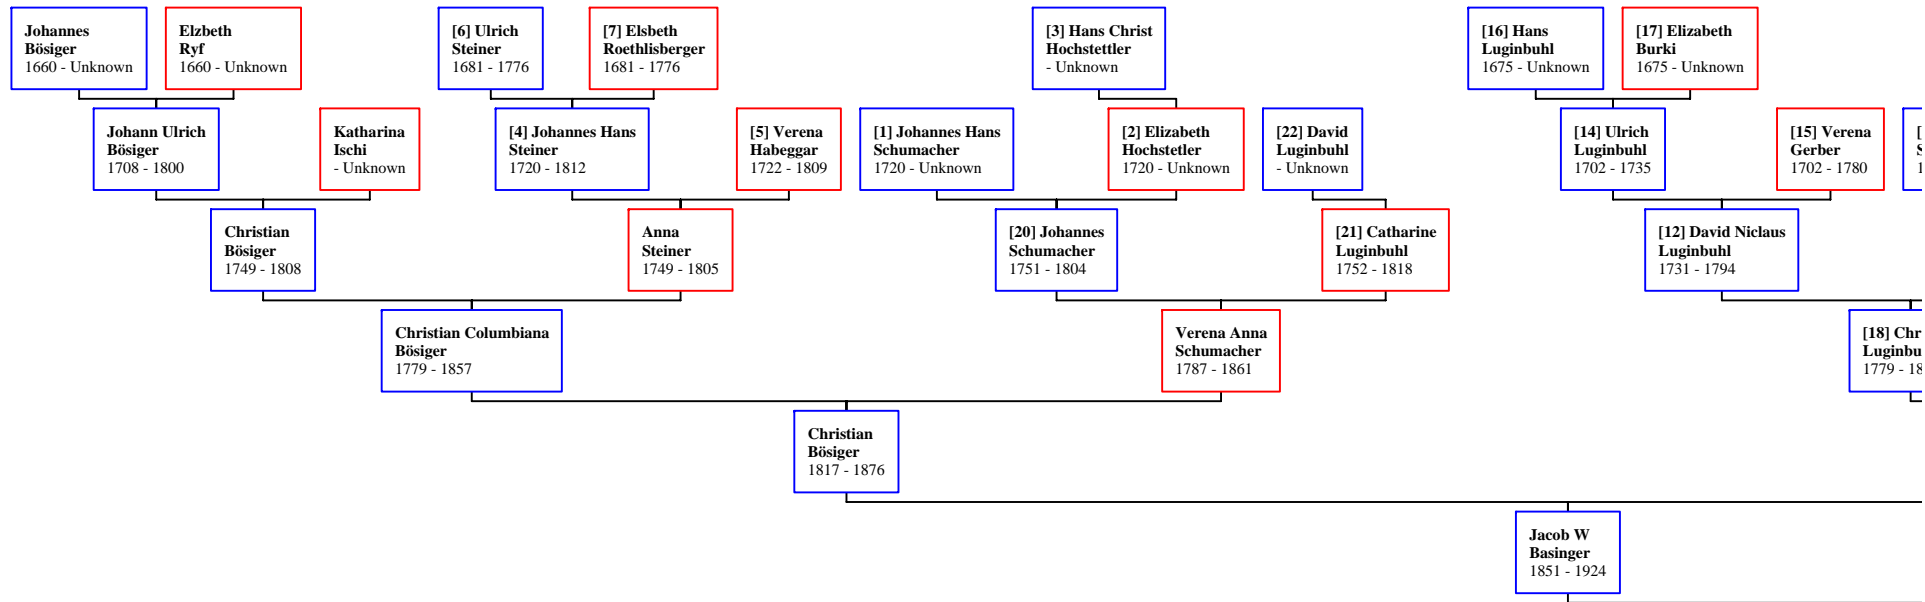 Johannes
Bösiger
1660 - Unknown
Elzbeth
Ryf
1660 - Unknown
[6] Ulrich
Steiner
1681 - 1776
[7] Elsbeth
Roethlisberger
1681 - 1776
[3] Hans Christ
Hochstettler
- Unknown
[16] Hans
Luginbuhl
1675 - Unknown
[17] Elizabeth
Burki
1675 - Unknown
Johann Ulrich
Bösiger
1708 - 1800
Katharina
Ischi
- Unknown
[4] Johannes Hans
Steiner
1720 - 1812
[5] Verena
Habeggar
1722 - 1809
[1] Johannes Hans
Schumacher
1720 - Unknown
[2] Elizabeth
Hochstetler
1720 - Unknown
[22] David
Luginbuhl
- Unknown
[14] Ulrich
Luginbuhl
1702 - 1735
[15] Verena
Gerber
1702 - 1780
Christian
Bösiger
1749 - 1808
Anna
Steiner
1749 - 1805
[20] Johannes
Schumacher
1751 - 1804
[21] Catharine
Luginbuhl
1752 - 1818
[12] David Niclaus
Luginbuhl
1731 - 1794
Christian Columbiana
Bösiger
1779 - 1857
Verena Anna
Schumacher
1787 - 1861
[18] Chr
Luginbu
1779 - 18
Christian
Bösiger
1817 - 1876
Jacob W
Basinger
1851 - 1924